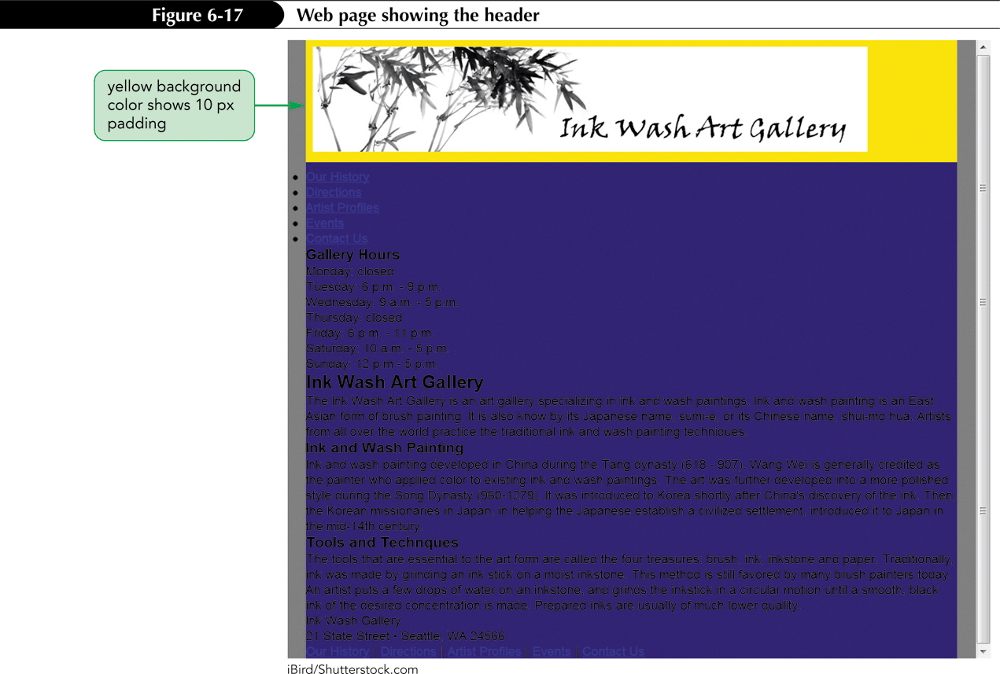 Figure 6-17 Web page showing the header
yellow background
color shows 10 px
padding
Ink Wash Art Gallery
• Our History
• Directions
• Artist Profiles
• Events
• Contact Us
Gallery Hours
Monday: closed
Tuesday: 6 p.m. - 9 p.m.
Wednesday: 9 a.m. - 5 p.m.
Thursday: closed
Friday: 6 p.m. - 11 p.m.
Saturday: 10 a.m. - 5 p.m.
Sunday: 12 p.m - 5 p.m.
Ink Wash Art Gallery
The Ink Wash Art Gallery is an art gallery specializing in ink and wash paintings. Ink and wash painting is an East
Asian form of brush painting. It is also know by its Japanese name, sumi-e, or its Chinese name, shui-mo hua. Artists
from all over the world practice the traditional ink and wash painting techniques.
Ink and Wash Painting
Ink and wash painting developed in China during the Tang dynasty (618 - 907). Wang Wei is generally credited as
the painter who applied color to existing ink and wash paintings. The art was further developed into a more polished
style during the Song Dynasty (960-1279). It was introduced to Korea shortly after China's discovery of the ink. Then,
the Korean missionaries in Japan, in helping the Japanese establish a civilized settlement, introduced it to Japan in
the mid-14th century.
Tools and Technques
The tools that are essential to the art form are called the four treasures: brush, ink, inkstone and paper. Traditionally,
ink was made by grinding an ink stick on a moist inkstone. This method is still favored by many brush painters today.
An artist puts a few drops of water on an inkstone, and grinds the inkstick in a circular motion until a smooth, black
ink of the desired concentration is made. Prepared inks are usually of much lower quality.
Ink Wash Gallery
21 State Street • Seattle, WA 24566
Our History | Directions | Artist Profiles | Events | Contact Us
iBird/Shutterstock.com